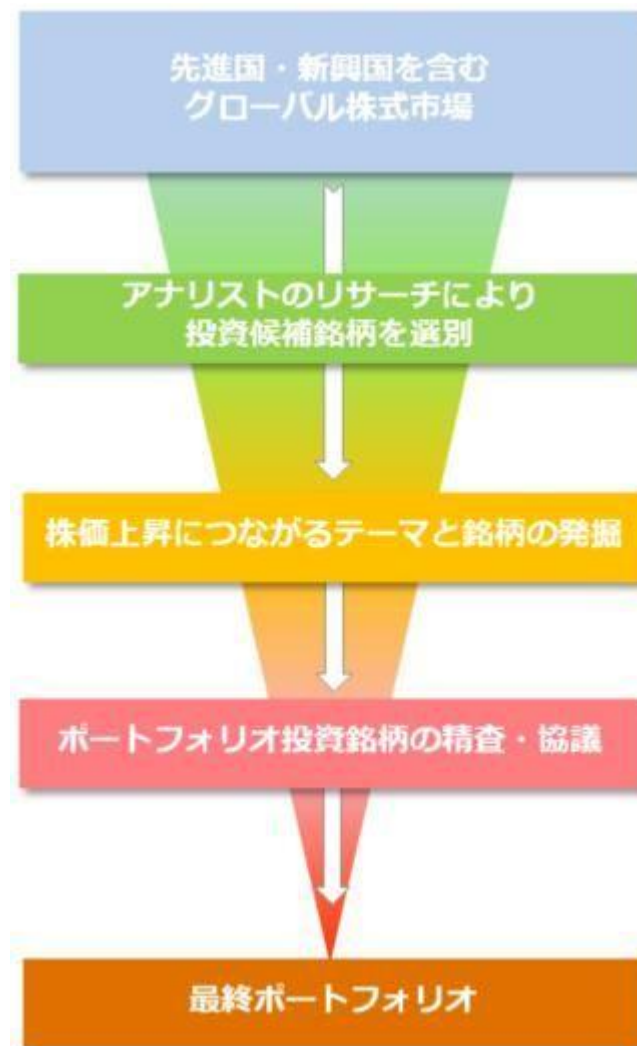 先進国・新興国を含む
グローバル株式市場
アナリストのリサーチにより
投資候補銘柄を選別
株価上昇につながるテーマと銘柄の発掘
ポートフォリオ投資銘柄の精査・協議
最終ポートフォリオ